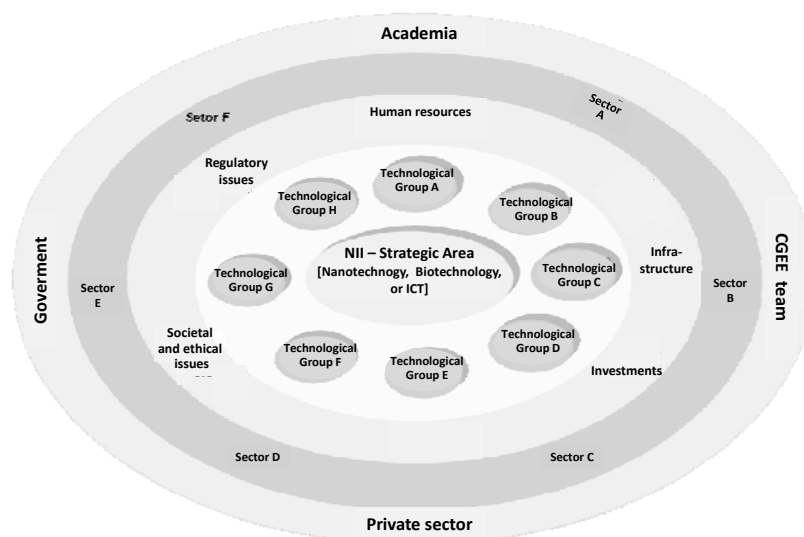 Academia
Setor F
Sector
A
Human resources
Regulatory
issues
Technological
Group A
Technological
Group H
Technological
Group B
Goverment
NII – Strategic Area
[Nanotechnogy, Biotechnology,
or ICT]
Infra-
structure
CGEE team
Technological
Group G
Technological
Group C
Sector
E
Sector
B
Societal
and ethical
issues
Technological
Group F
Technological
Group D
Technological
Group E
Investments
Sector D
Sector C
Private sector